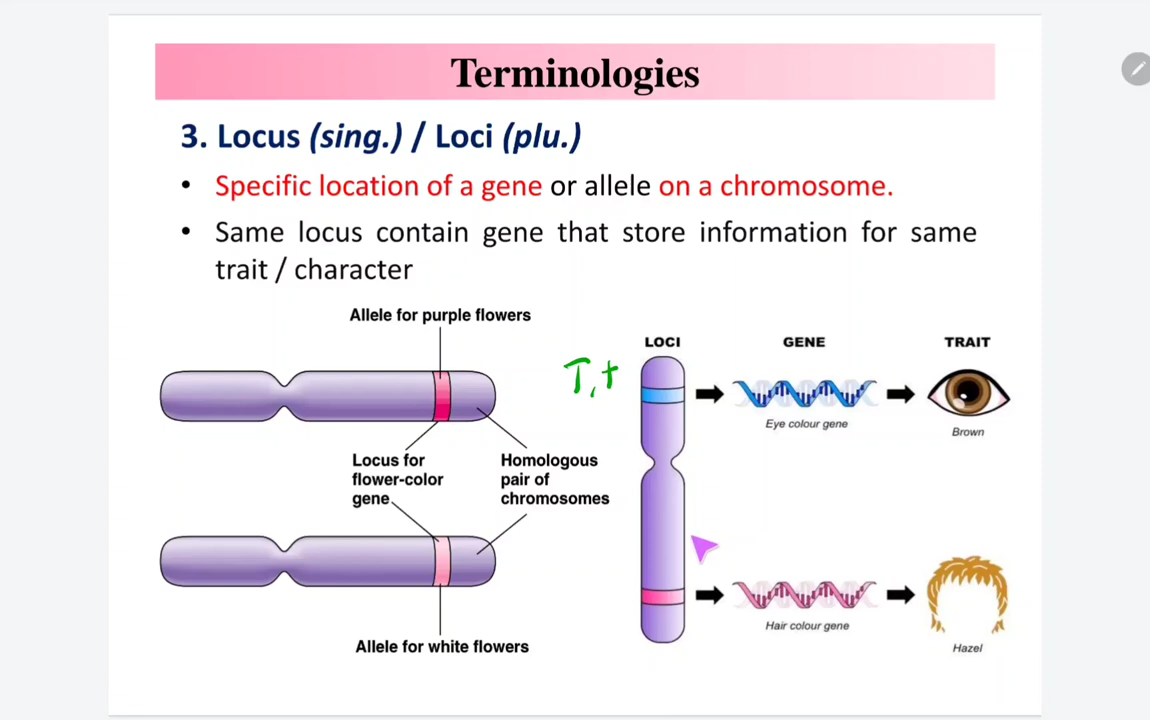 Terminologies
3. Locus (sing.) / Loci (plu.)
• Specific location of a gene or allele on a chromosome.
• Same locus contain gene that store information for same
trait / character
Allele for purple flowers
Locus for
flower-color
gene
Homologous
pair of
chromosomes
Allele for white flowers
T, t
LOCI
GENE
TRAIT
Eye colour gene
Brown
Hair colour gene
Hazel